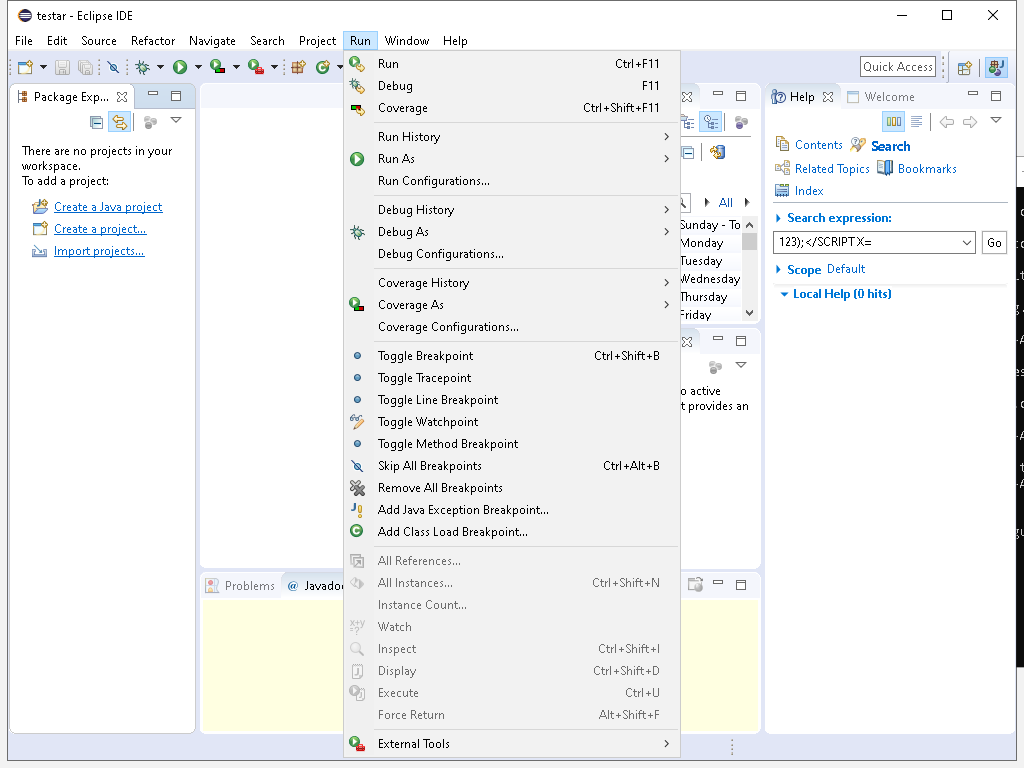 testar - Eclipse IDE
File Edit Source Refactor Navigate Search Project Run Window Help
Quick Access
Package Exp...
There are no projects in your
workspace.
To add a project:
Create a Java project
Create a project...
Import projects...
Run Ctrl+F11
Debug F11
Coverage Ctrl+Shift+F11
Run History
Run As
Run Configurations...
Debug History
Debug As
Debug Configurations...
Coverage History
Coverage As
Coverage Configurations...
Toggle Breakpoint Ctrl+Shift+B
Toggle Tracepoint
Toggle Line Breakpoint
Toggle Watchpoint
Toggle Method Breakpoint
Skip All Breakpoints Ctrl+Alt+B
Remove All Breakpoints
Add Java Exception Breakpoint...
Add Class Load Breakpoint...
All References...
All Instances... Ctrl+Shift+N
Instance Count...
Watch
Inspect Ctrl+Shift+I
Display Ctrl+Shift+D
Execute Ctrl+U
Force Return Alt+Shift+F
External Tools
All
Sunday - To
Monday
Tuesday
Wednesday
Thursday
Friday
o active
t provides an
Problems
@ Javado
Help Welcome
Contents Search
Related Topics Bookmarks
Index
Search expression:
123);</SCRIPT X= Go
Scope Default
Local Help (0 hits)